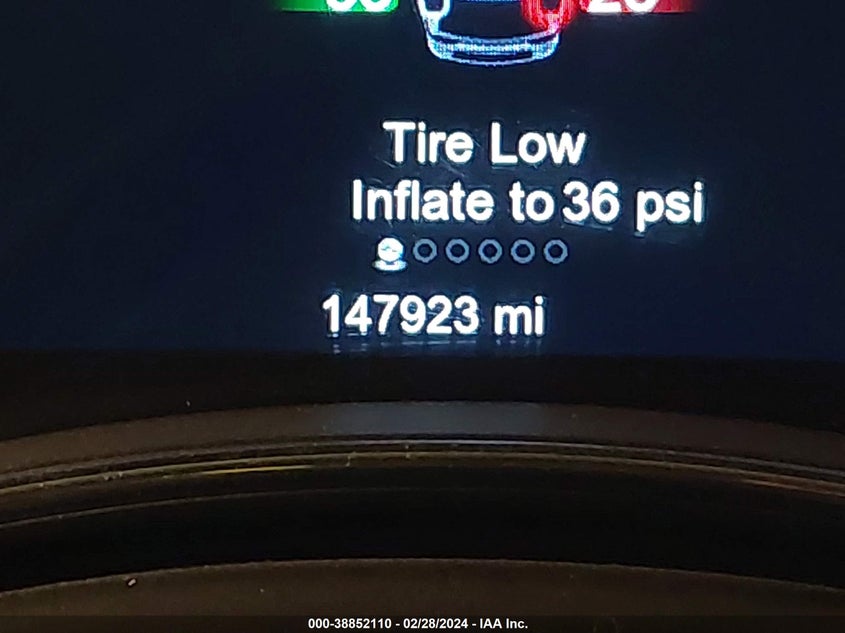 Tire Low
Inflate to 36 psi
147923 mi
000-38852110 - 02/28/2024 - IAA Inc.